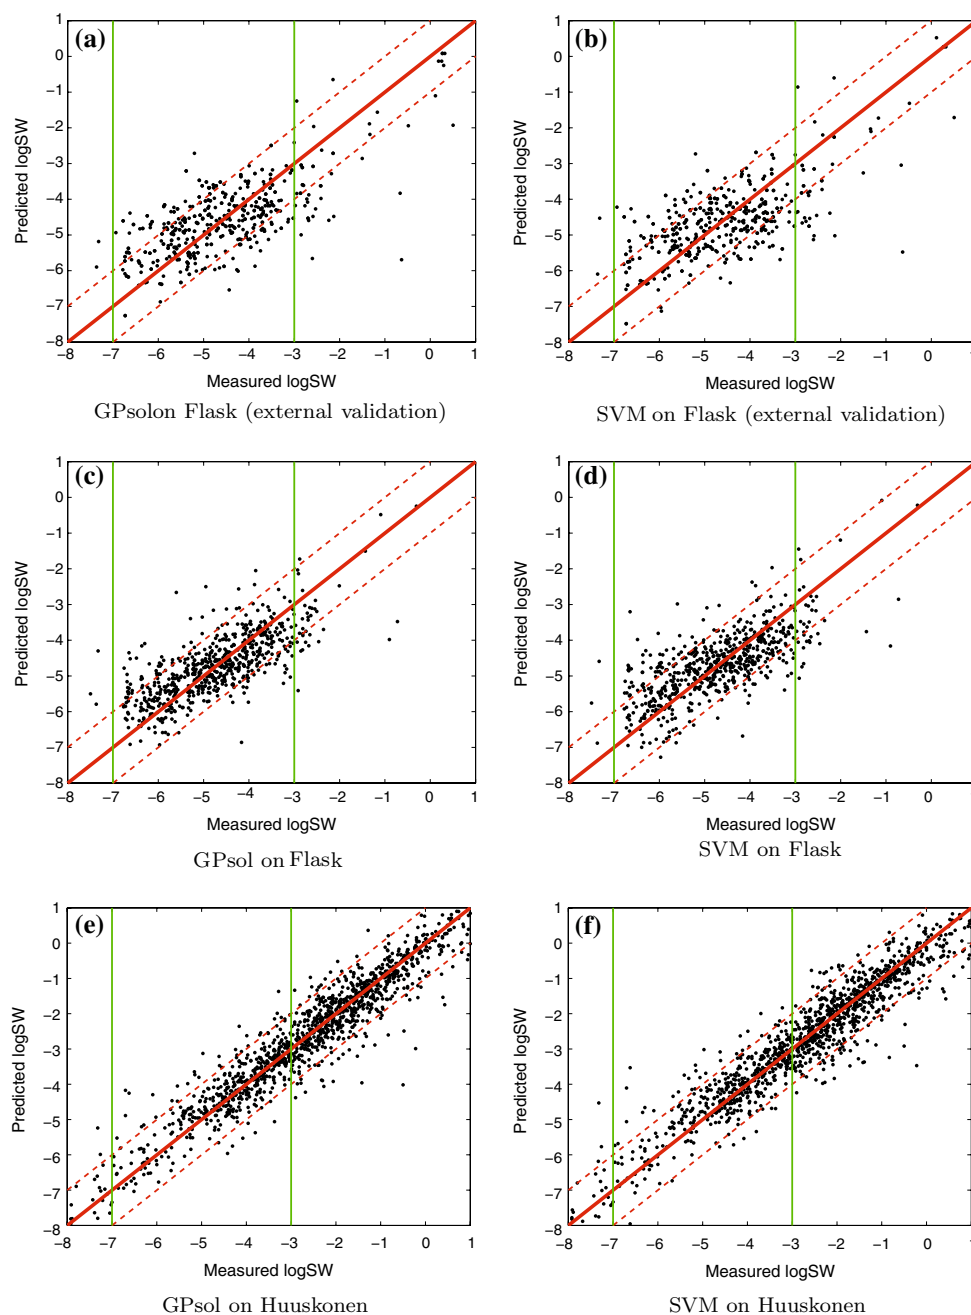 (a)
1
0
−1
−2
−3
−4
−5
−6
−7
−8
Predicted logSW
−8 −7 −6 −5 −4 −3 −2 −1 0 1
Measured logSW
GPsolon Flask (external validation)
(b)
1
0
−1
−2
−3
−4
−5
−6
−7
−8
Predicted logSW
−8 −7 −6 −5 −4 −3 −2 −1 0 1
Measured logSW
SVM on Flask (external validation)
(c)
1
0
−1
−2
−3
−4
−5
−6
−7
−8
Predicted logSW
−8 −7 −6 −5 −4 −3 −2 −1 0 1
Measured logSW
GPsol on Flask
(d)
1
0
−1
−2
−3
−4
−5
−6
−7
−8
Predicted logSW
−8 −7 −6 −5 −4 −3 −2 −1 0 1
Measured logSW
SVM on Flask
(e)
1
0
−1
−2
−3
−4
−5
−6
−7
−8
Predicted logSW
−8 −7 −6 −5 −4 −3 −2 −1 0 1
Measured logSW
GPsol on Huuskonen
(f)
1
0
−1
−2
−3
−4
−5
−6
−7
−8
Predicted logSW
−8 −7 −6 −5 −4 −3 −2 −1 0 1
Measured logSW
SVM on Huuskonen